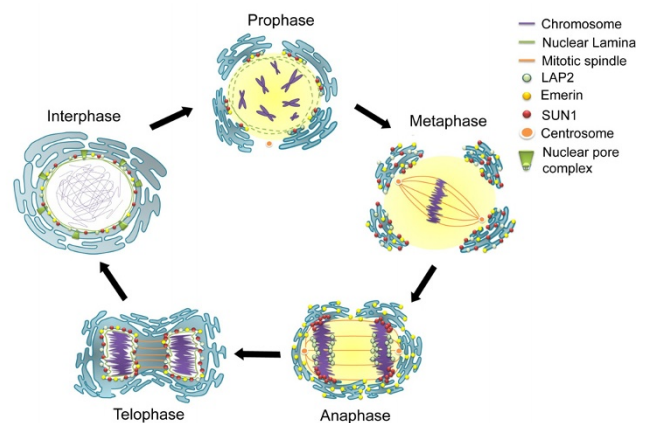 Prophase
Chromosome
Nuclear Lamina
Mitotic spindle
LAP2
Emerin
SUN1
Centrosome
Nuclear pore
complex
Interphase
Metaphase
Telophase
Anaphase